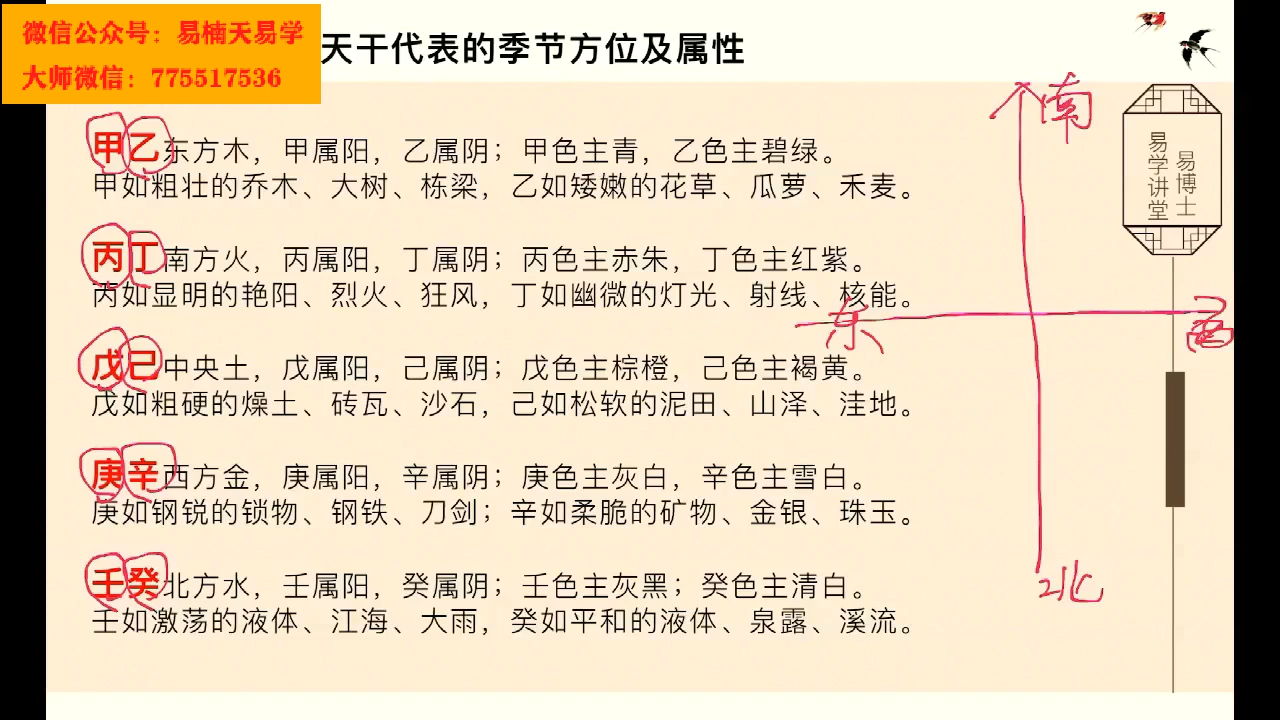 微信公众号：易楠天易学
大师微信：775517536
天干代表的季节方位及属性
甲乙东方木，甲属阳，乙属阴；甲色主青，乙色主碧绿。
甲如粗壮的乔木、大树、栋梁，乙如矮嫩的花草、瓜萝、禾麦。
丙丁南方火，丙属阳，丁属阴；丙色主赤朱，丁色主红紫。
丙如显明的艳阳、烈火、狂风，丁如幽微的灯光、射线、核能。
戊己中央土，戊属阳，己属阴；戊色主棕橙，己色主褐黄。
戊如粗硬的燥土、砖瓦、沙石，己如松软的泥田、山泽、洼地。
庚辛西方金，庚属阳，辛属阴；庚色主灰白，辛色主雪白。
庚如钢锐的锁物、钢铁、刀剑；辛如柔脆的矿物、金银、珠玉。
壬癸北方水，壬属阳，癸属阴；壬色主灰黑；癸色主清白。
壬如激荡的液体、江海、大雨，癸如平和的液体、泉露、溪流。
南
东
西
北
易博士
易学讲堂